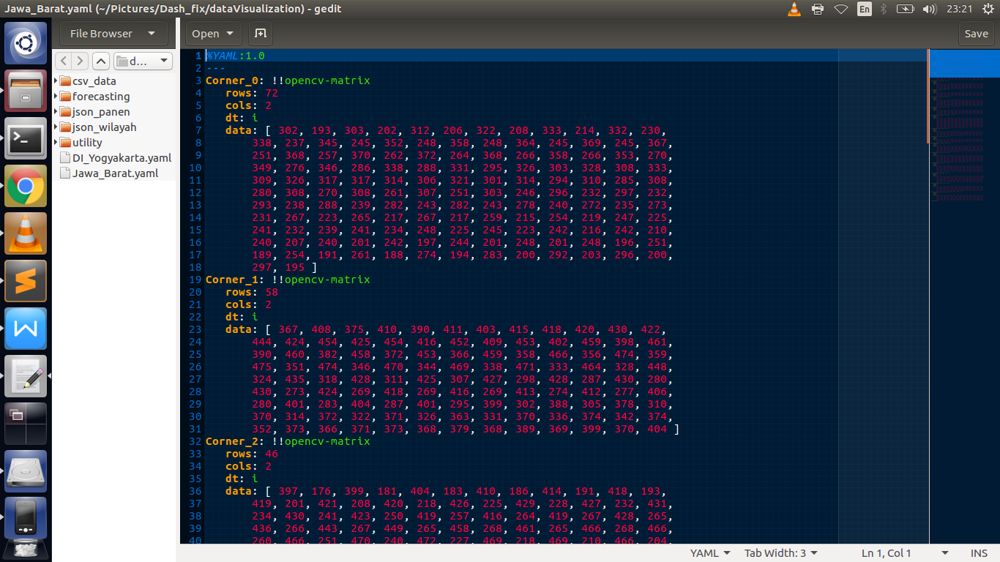 Jawa_Barat.yaml (~/Pictures/Dash_fix/dataVisualization) - gedit
En
23:21
File Browser
Open
Save
d...
csv_data
forecasting
json_panen
json_wilayah
utility
DI_Yogyakarta.yaml
Jawa_Barat.yaml
1 %YAML:1.0
2 ---
3 Corner_0: !!opencv-matrix
4 rows: 72
5 cols: 2
6 dt: i
7 data: [ 302, 193, 303, 202, 312, 206, 322, 208, 333, 214, 332, 230,
8 338, 237, 345, 245, 352, 248, 358, 248, 364, 245, 369, 245, 367,
9 251, 368, 257, 370, 262, 372, 264, 368, 266, 358, 266, 353, 270,
10 349, 276, 346, 286, 338, 288, 331, 295, 326, 303, 328, 308, 333,
11 309, 326, 317, 317, 314, 306, 321, 301, 314, 294, 310, 285, 308,
12 280, 308, 270, 308, 261, 307, 251, 303, 246, 296, 232, 297, 232,
13 293, 238, 288, 239, 282, 243, 282, 243, 278, 240, 272, 235, 273,
14 231, 267, 223, 265, 217, 267, 217, 259, 215, 254, 219, 247, 225,
15 241, 232, 239, 241, 234, 248, 225, 245, 223, 242, 216, 242, 210,
16 240, 207, 240, 201, 242, 197, 244, 201, 248, 201, 248, 196, 251,
17 189, 254, 191, 261, 188, 274, 194, 283, 200, 292, 203, 296, 200,
18 297, 195 ]
19 Corner_1: !!opencv-matrix
20 rows: 58
21 cols: 2
22 dt: i
23 data: [ 367, 408, 375, 410, 390, 411, 403, 415, 418, 420, 430, 422,
24 444, 424, 454, 425, 454, 416, 452, 409, 453, 402, 459, 398, 461,
25 390, 460, 382, 458, 372, 453, 366, 459, 358, 466, 356, 474, 359,
26 475, 351, 474, 346, 470, 344, 469, 338, 471, 333, 464, 328, 448,
27 324, 435, 318, 428, 311, 425, 307, 427, 298, 428, 287, 430, 280,
28 430, 273, 424, 269, 418, 269, 416, 269, 413, 274, 412, 277, 406,
29 280, 401, 283, 404, 287, 401, 295, 399, 302, 388, 305, 378, 310,
30 370, 314, 372, 322, 371, 326, 363, 331, 370, 336, 374, 342, 374,
31 352, 373, 366, 371, 373, 368, 379, 368, 389, 369, 399, 370, 404 ]
32 Corner_2: !!opencv-matrix
33 rows: 46
34 cols: 2
35 dt: i
36 data: [ 397, 176, 399, 181, 404, 183, 410, 186, 414, 191, 418, 193,
37 419, 201, 421, 208, 420, 218, 426, 225, 429, 228, 427, 232, 431,
38 234, 430, 241, 423, 250, 419, 257, 416, 264, 419, 267, 428, 265,
39 436, 266, 443, 267, 449, 265, 458, 268, 461, 265, 466, 268, 466,
40 260, 466, 251, 470, 240, 472, 227, 469, 218, 469, 210, 466, 204,
YAML
Tab Width: 3
Ln 1, Col 1
INS